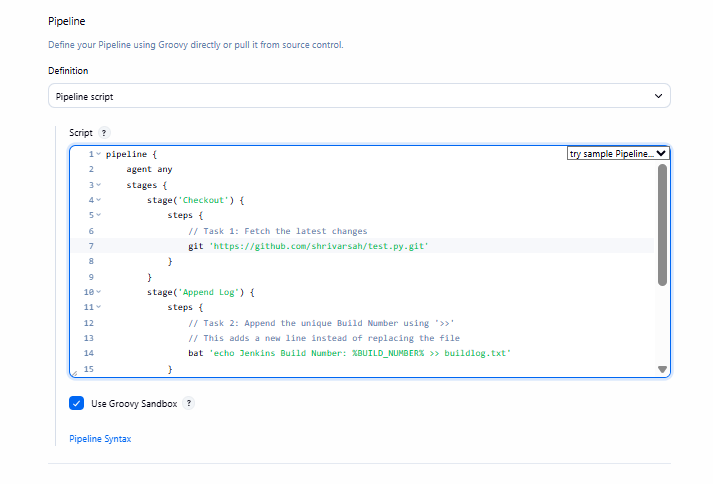 Pipeline
Define your Pipeline using Groovy directly or pull it from source control.
Definition
Pipeline script
Script ?
try sample Pipeline...
1 pipeline {
2 agent any
3 stages {
4 stage('Checkout') {
5 steps {
6 // Task 1: Fetch the latest changes
7 git 'https://github.com/shrivarsah/test.py.git'
8 }
9 }
10 stage('Append Log') {
11 steps {
12 // Task 2: Append the unique Build Number using '>>'
13 // This adds a new line instead of replacing the file
14 bat 'echo Jenkins Build Number: %BUILD_NUMBER% >> buildlog.txt'
15 }
Use Groovy Sandbox ?
Pipeline Syntax